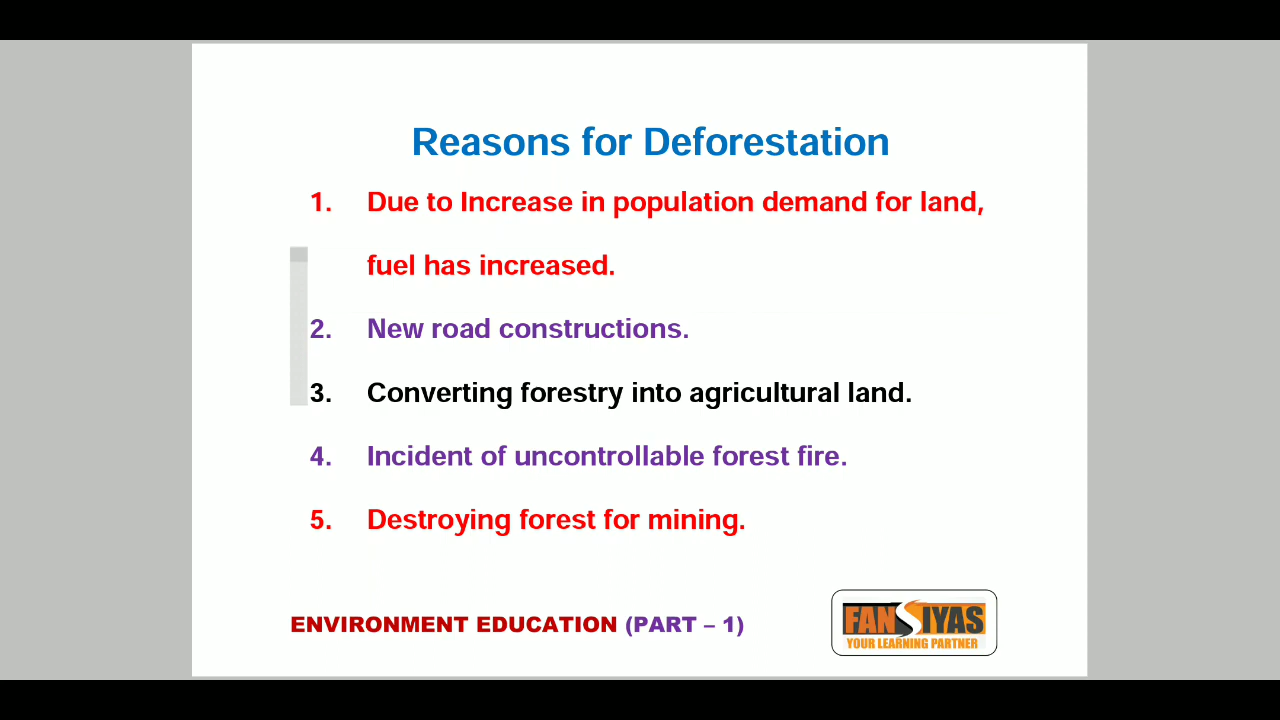 Reasons for Deforestation
1. Due to Increase in population demand for land,
fuel has increased.
2. New road constructions.
3. Converting forestry into agricultural land.
4. Incident of uncontrollable forest fire.
5. Destroying forest for mining.
ENVIRONMENT EDUCATION (PART – 1)
FANSIYAS
YOUR LEARNING PARTNER